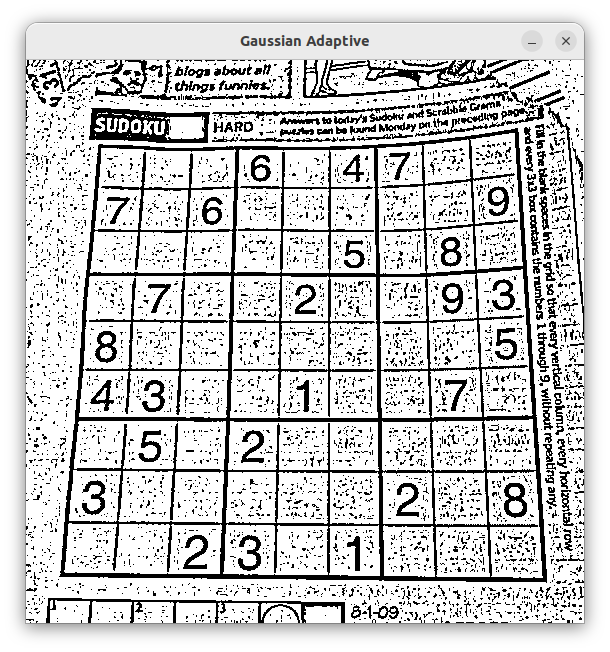 Gaussian Adaptive
blogs about all
things funnies.
SUDOKU HARD
Answers to today's Sudoku and Scrabble Grams
puzzles can be found Monday on the preceding page.
6 4 7
7 6 9
5 8
7 2 9 3
8 5
4 3 1 7
5 2
3 2 8
2 3 1
Fill in the blank spaces in the grid so that every vertical column, every horizontal row
and every 3x3 box contains the numbers 1 through 9, without repeating any.
1 2 3
8-1-09